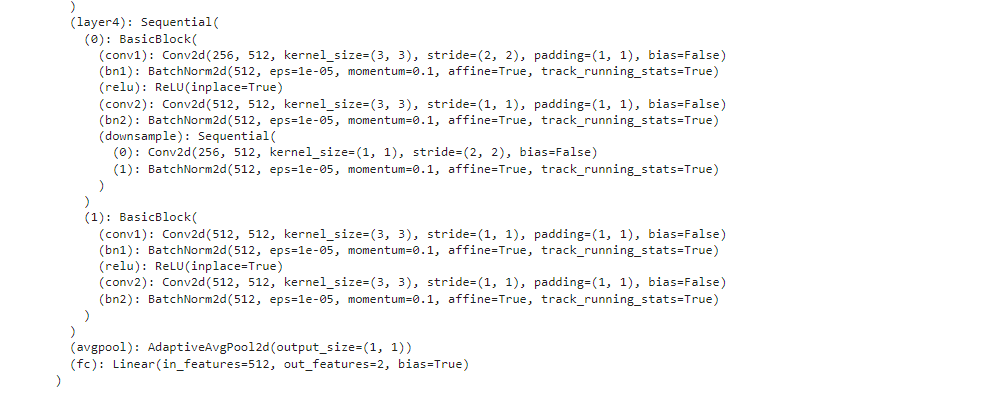 )
(layer4): Sequential(
(0): BasicBlock(
(conv1): Conv2d(256, 512, kernel_size=(3, 3), stride=(2, 2), padding=(1, 1), bias=False)
(bn1): BatchNorm2d(512, eps=1e-05, momentum=0.1, affine=True, track_running_stats=True)
(relu): ReLU(inplace=True)
(conv2): Conv2d(512, 512, kernel_size=(3, 3), stride=(1, 1), padding=(1, 1), bias=False)
(bn2): BatchNorm2d(512, eps=1e-05, momentum=0.1, affine=True, track_running_stats=True)
(downsample): Sequential(
(0): Conv2d(256, 512, kernel_size=(1, 1), stride=(2, 2), bias=False)
(1): BatchNorm2d(512, eps=1e-05, momentum=0.1, affine=True, track_running_stats=True)
)
)
(1): BasicBlock(
(conv1): Conv2d(512, 512, kernel_size=(3, 3), stride=(1, 1), padding=(1, 1), bias=False)
(bn1): BatchNorm2d(512, eps=1e-05, momentum=0.1, affine=True, track_running_stats=True)
(relu): ReLU(inplace=True)
(conv2): Conv2d(512, 512, kernel_size=(3, 3), stride=(1, 1), padding=(1, 1), bias=False)
(bn2): BatchNorm2d(512, eps=1e-05, momentum=0.1, affine=True, track_running_stats=True)
)
)
(avgpool): AdaptiveAvgPool2d(output_size=(1, 1))
(fc): Linear(in_features=512, out_features=2, bias=True)
)